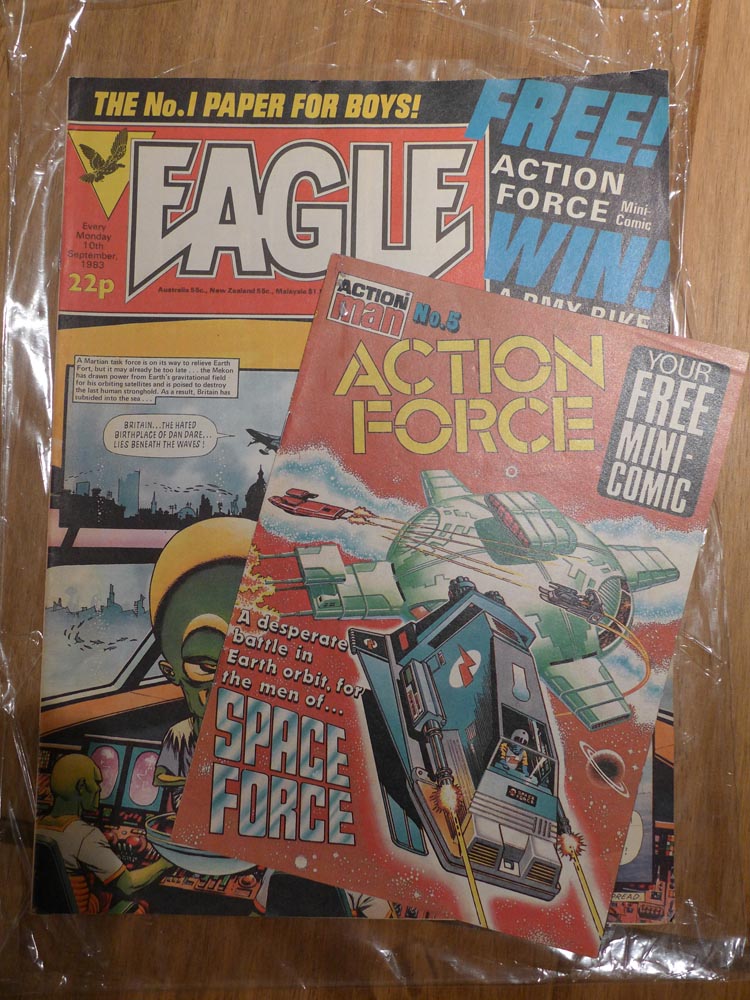 THE No.1 PAPER FOR BOYS!
EAGLE
Every
Monday
10th
September,
1983
22p
Australia 55c., New Zealand 55c., Malaysia $1
FREE!
ACTION
FORCE Mini-
Comic
WIN!
A BMX BIKE
A Martian task force is on its way to relieve Earth
Fort, but it may already be too late . . . the Mekon
has drawn power from Earth's gravitational field
for his orbiting satellites and is poised to destroy
the last human stronghold. As a result, Britain has
subsided into the sea . . .
BRITAIN...THE HATED
BIRTHPLACE OF DAN DARE...
LIES BENEATH THE WAVES!
ACTION
man
No.5
ACTION
FORCE
YOUR
FREE
MINI-
COMIC
A desperate
battle in
Earth orbit, for
the men of...
SPACE
FORCE